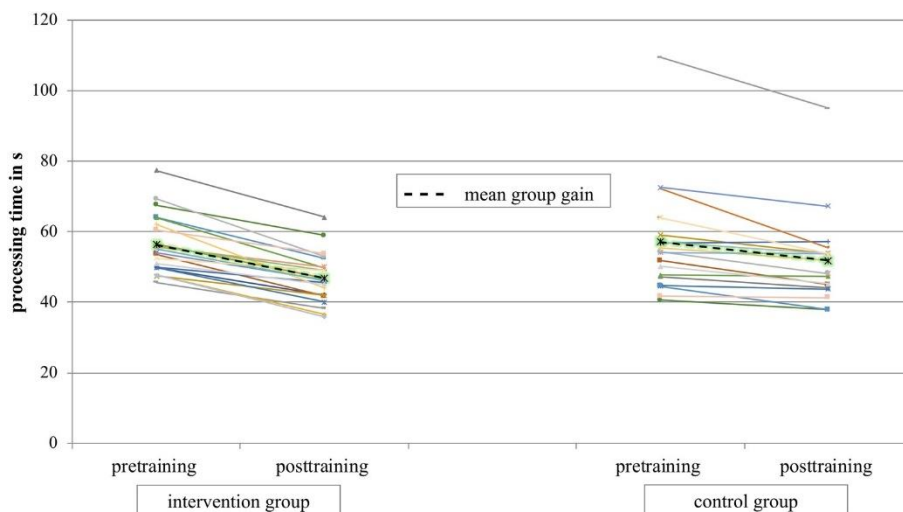 120
100
80
60
40
20
0
processing time in s
mean group gain
pretraining posttraining pretraining posttraining
intervention group control group